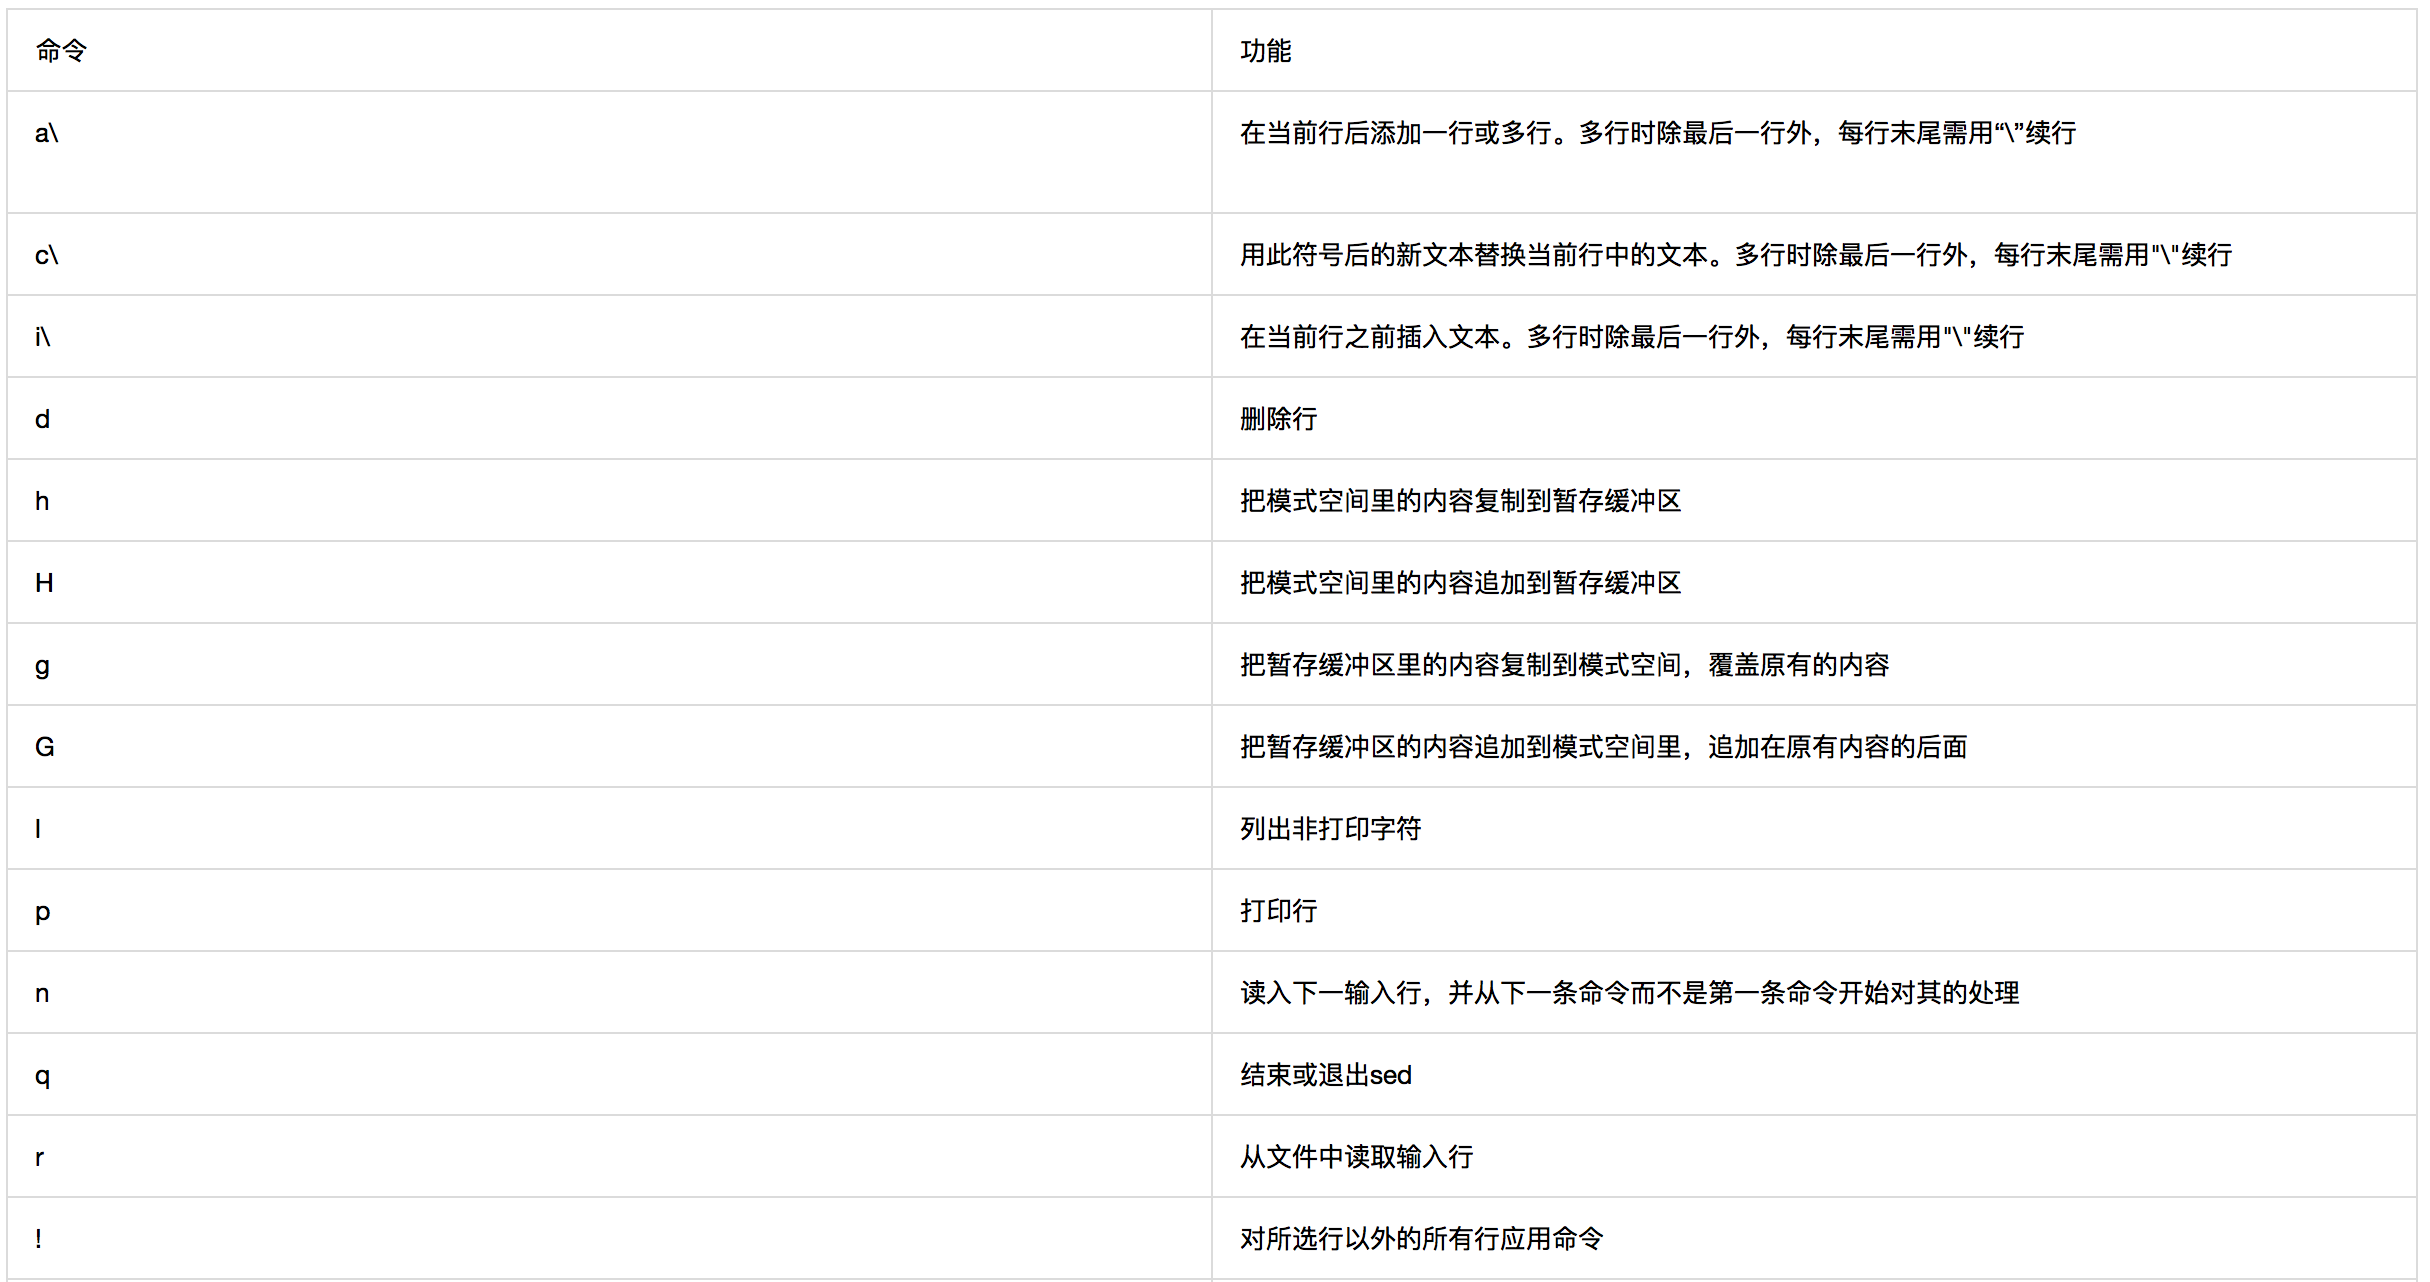 命令 功能
a\ 在当前行后添加一行或多行。多行时除最后一行外，每行末尾需用“\”续行
c\ 用此符号后的新文本替换当前行中的文本。多行时除最后一行外，每行末尾需用"\"续行
i\ 在当前行之前插入文本。多行时除最后一行外，每行末尾需用"\"续行
d 删除行
h 把模式空间里的内容复制到暂存缓冲区
H 把模式空间里的内容追加到暂存缓冲区
g 把暂存缓冲区里的内容复制到模式空间，覆盖原有的内容
G 把暂存缓冲区的内容追加到模式空间里，追加在原有内容的后面
l 列出非打印字符
p 打印行
n 读入下一输入行，并从下一条命令而不是第一条命令开始对其的处理
q 结束或退出sed
r 从文件中读取输入行
! 对所选行以外的所有行应用命令